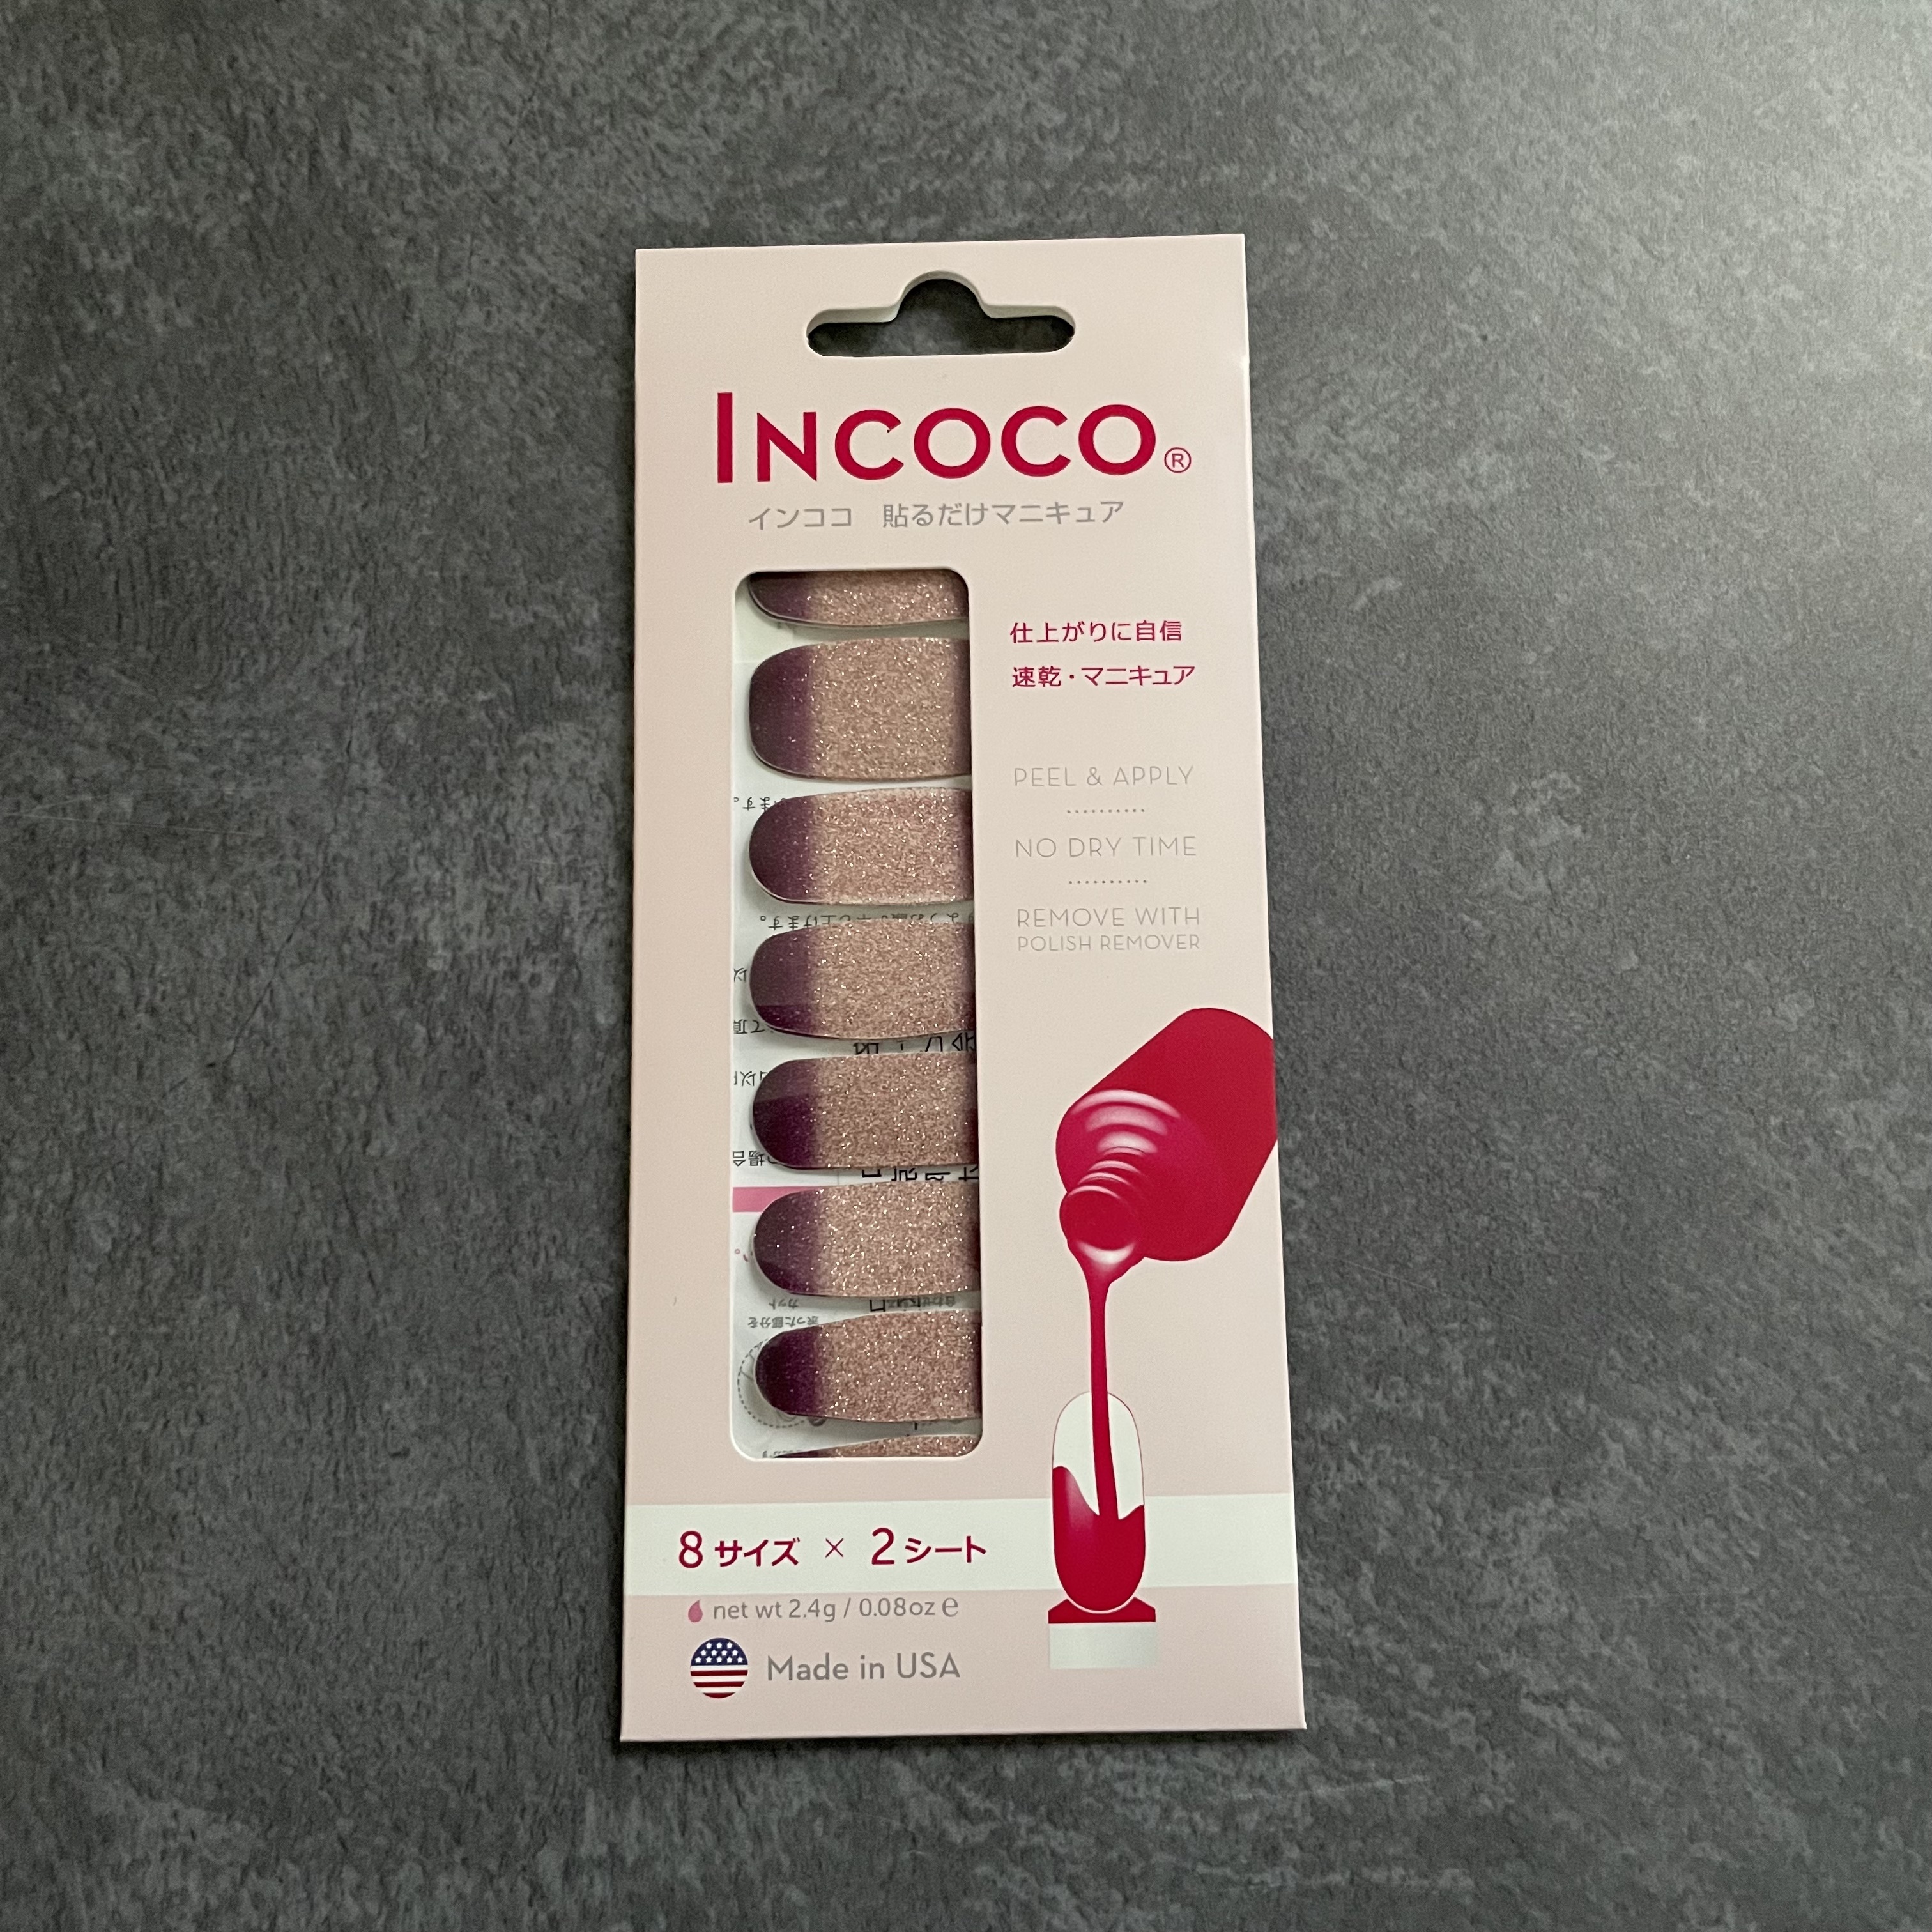 INCOCO®
インココ 貼るだけマニキュア
仕上がりに自信
速乾・マニキュア
PEEL & APPLY
NO DRY TIME
REMOVE WITH
POLISH REMOVER
8サイズ × 2シート
net wt 2.4g / 0.08oz ℮
Made in USA